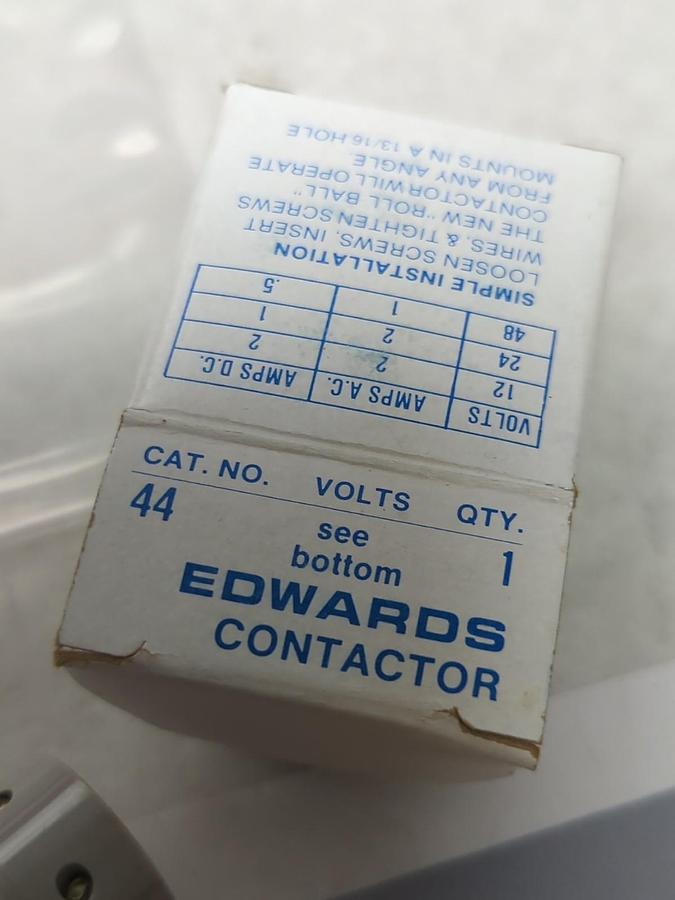 SIMPLE INSTALLATION
LOOSEN SCREWS, INSERT
WIRES, & TIGHTEN SCREWS
THE NEW "ROLL BALL"
CONTACTOR WILL OPERATE
FROM ANY ANGLE.
MOUNTS IN A 13/16 HOLE
VOLTS AMPS A.C. AMPS D.C.
12 2 2
24 2 1
48 1 .5
CAT. NO. VOLTS QTY.
44 see bottom 1
EDWARDS
CONTACTOR